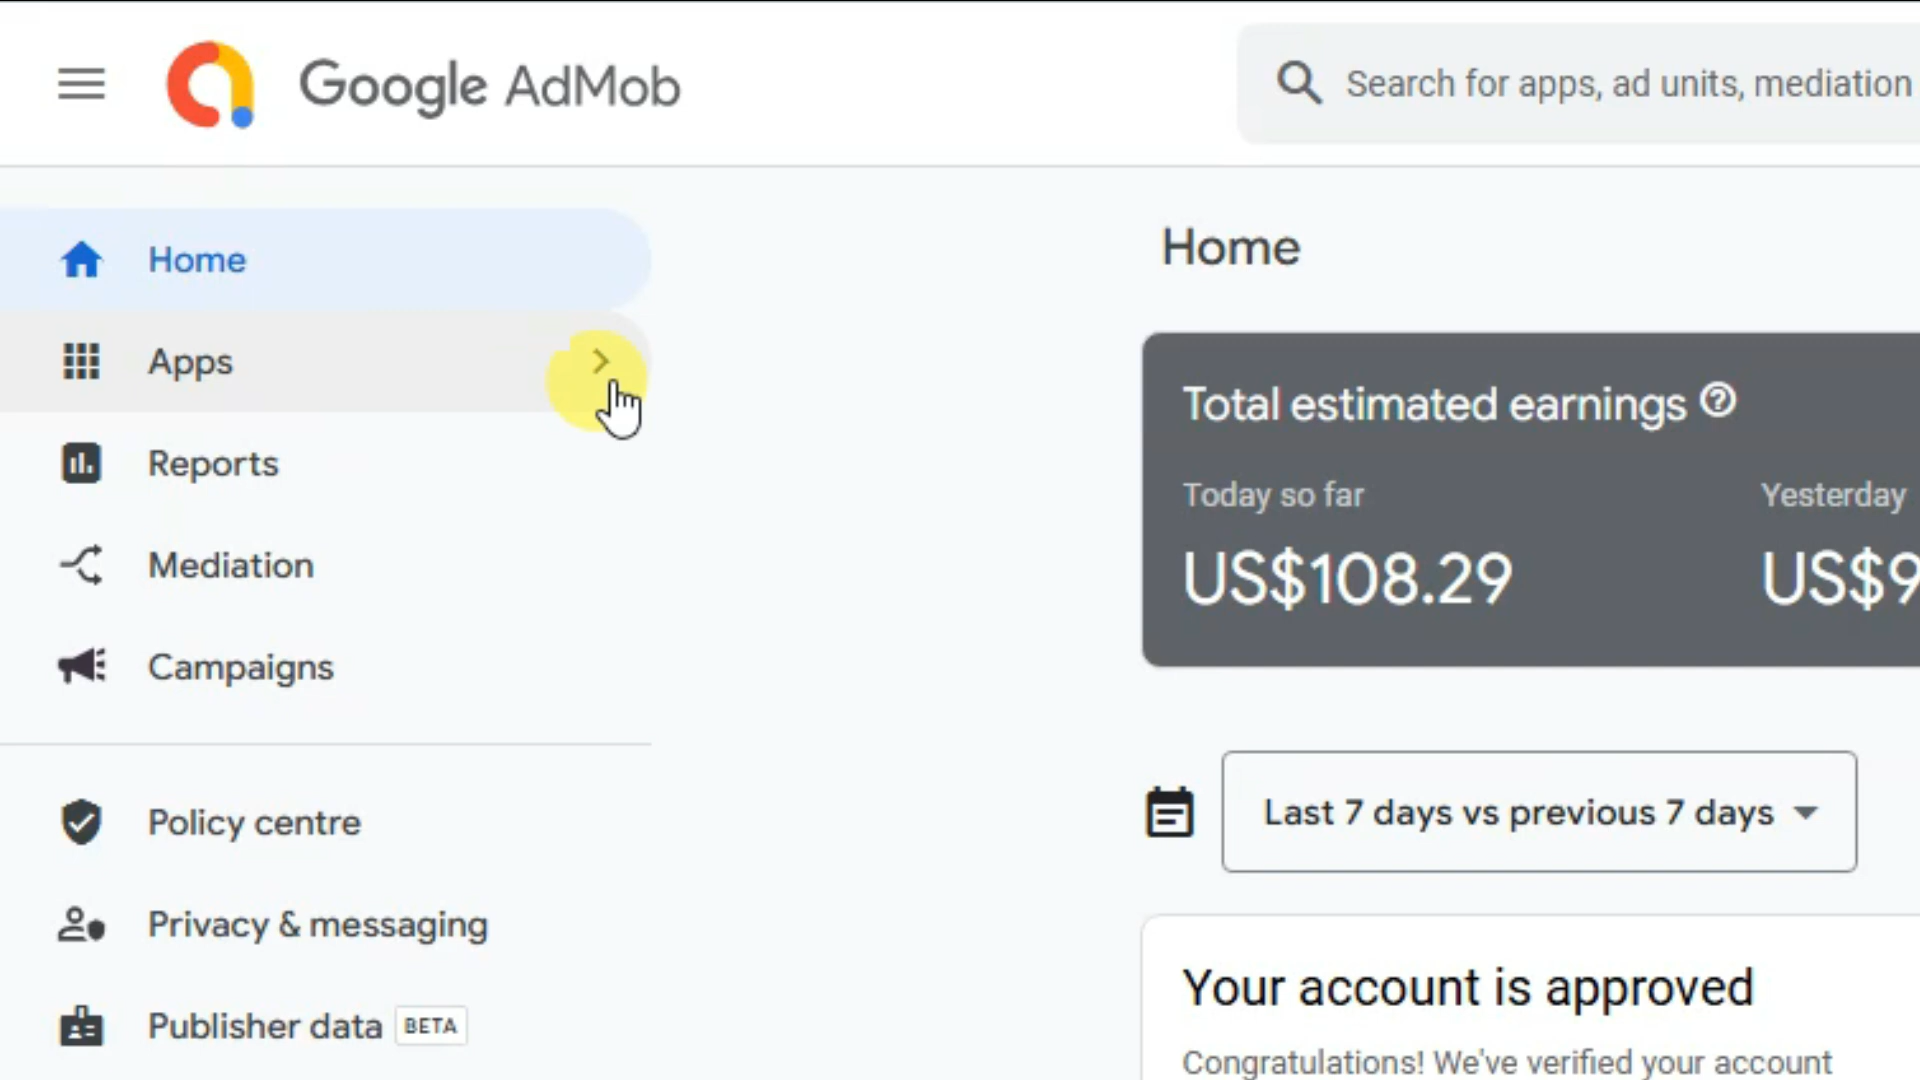 Google AdMob
Search for apps, ad units, mediation
Home
Apps
Reports
Mediation
Campaigns
Policy centre
Privacy & messaging
Publisher data BETA
Home
Total estimated earnings
Today so far
US$108.29
Yesterday
US$9
Last 7 days vs previous 7 days
Your account is approved
Congratulations! We've verified your account